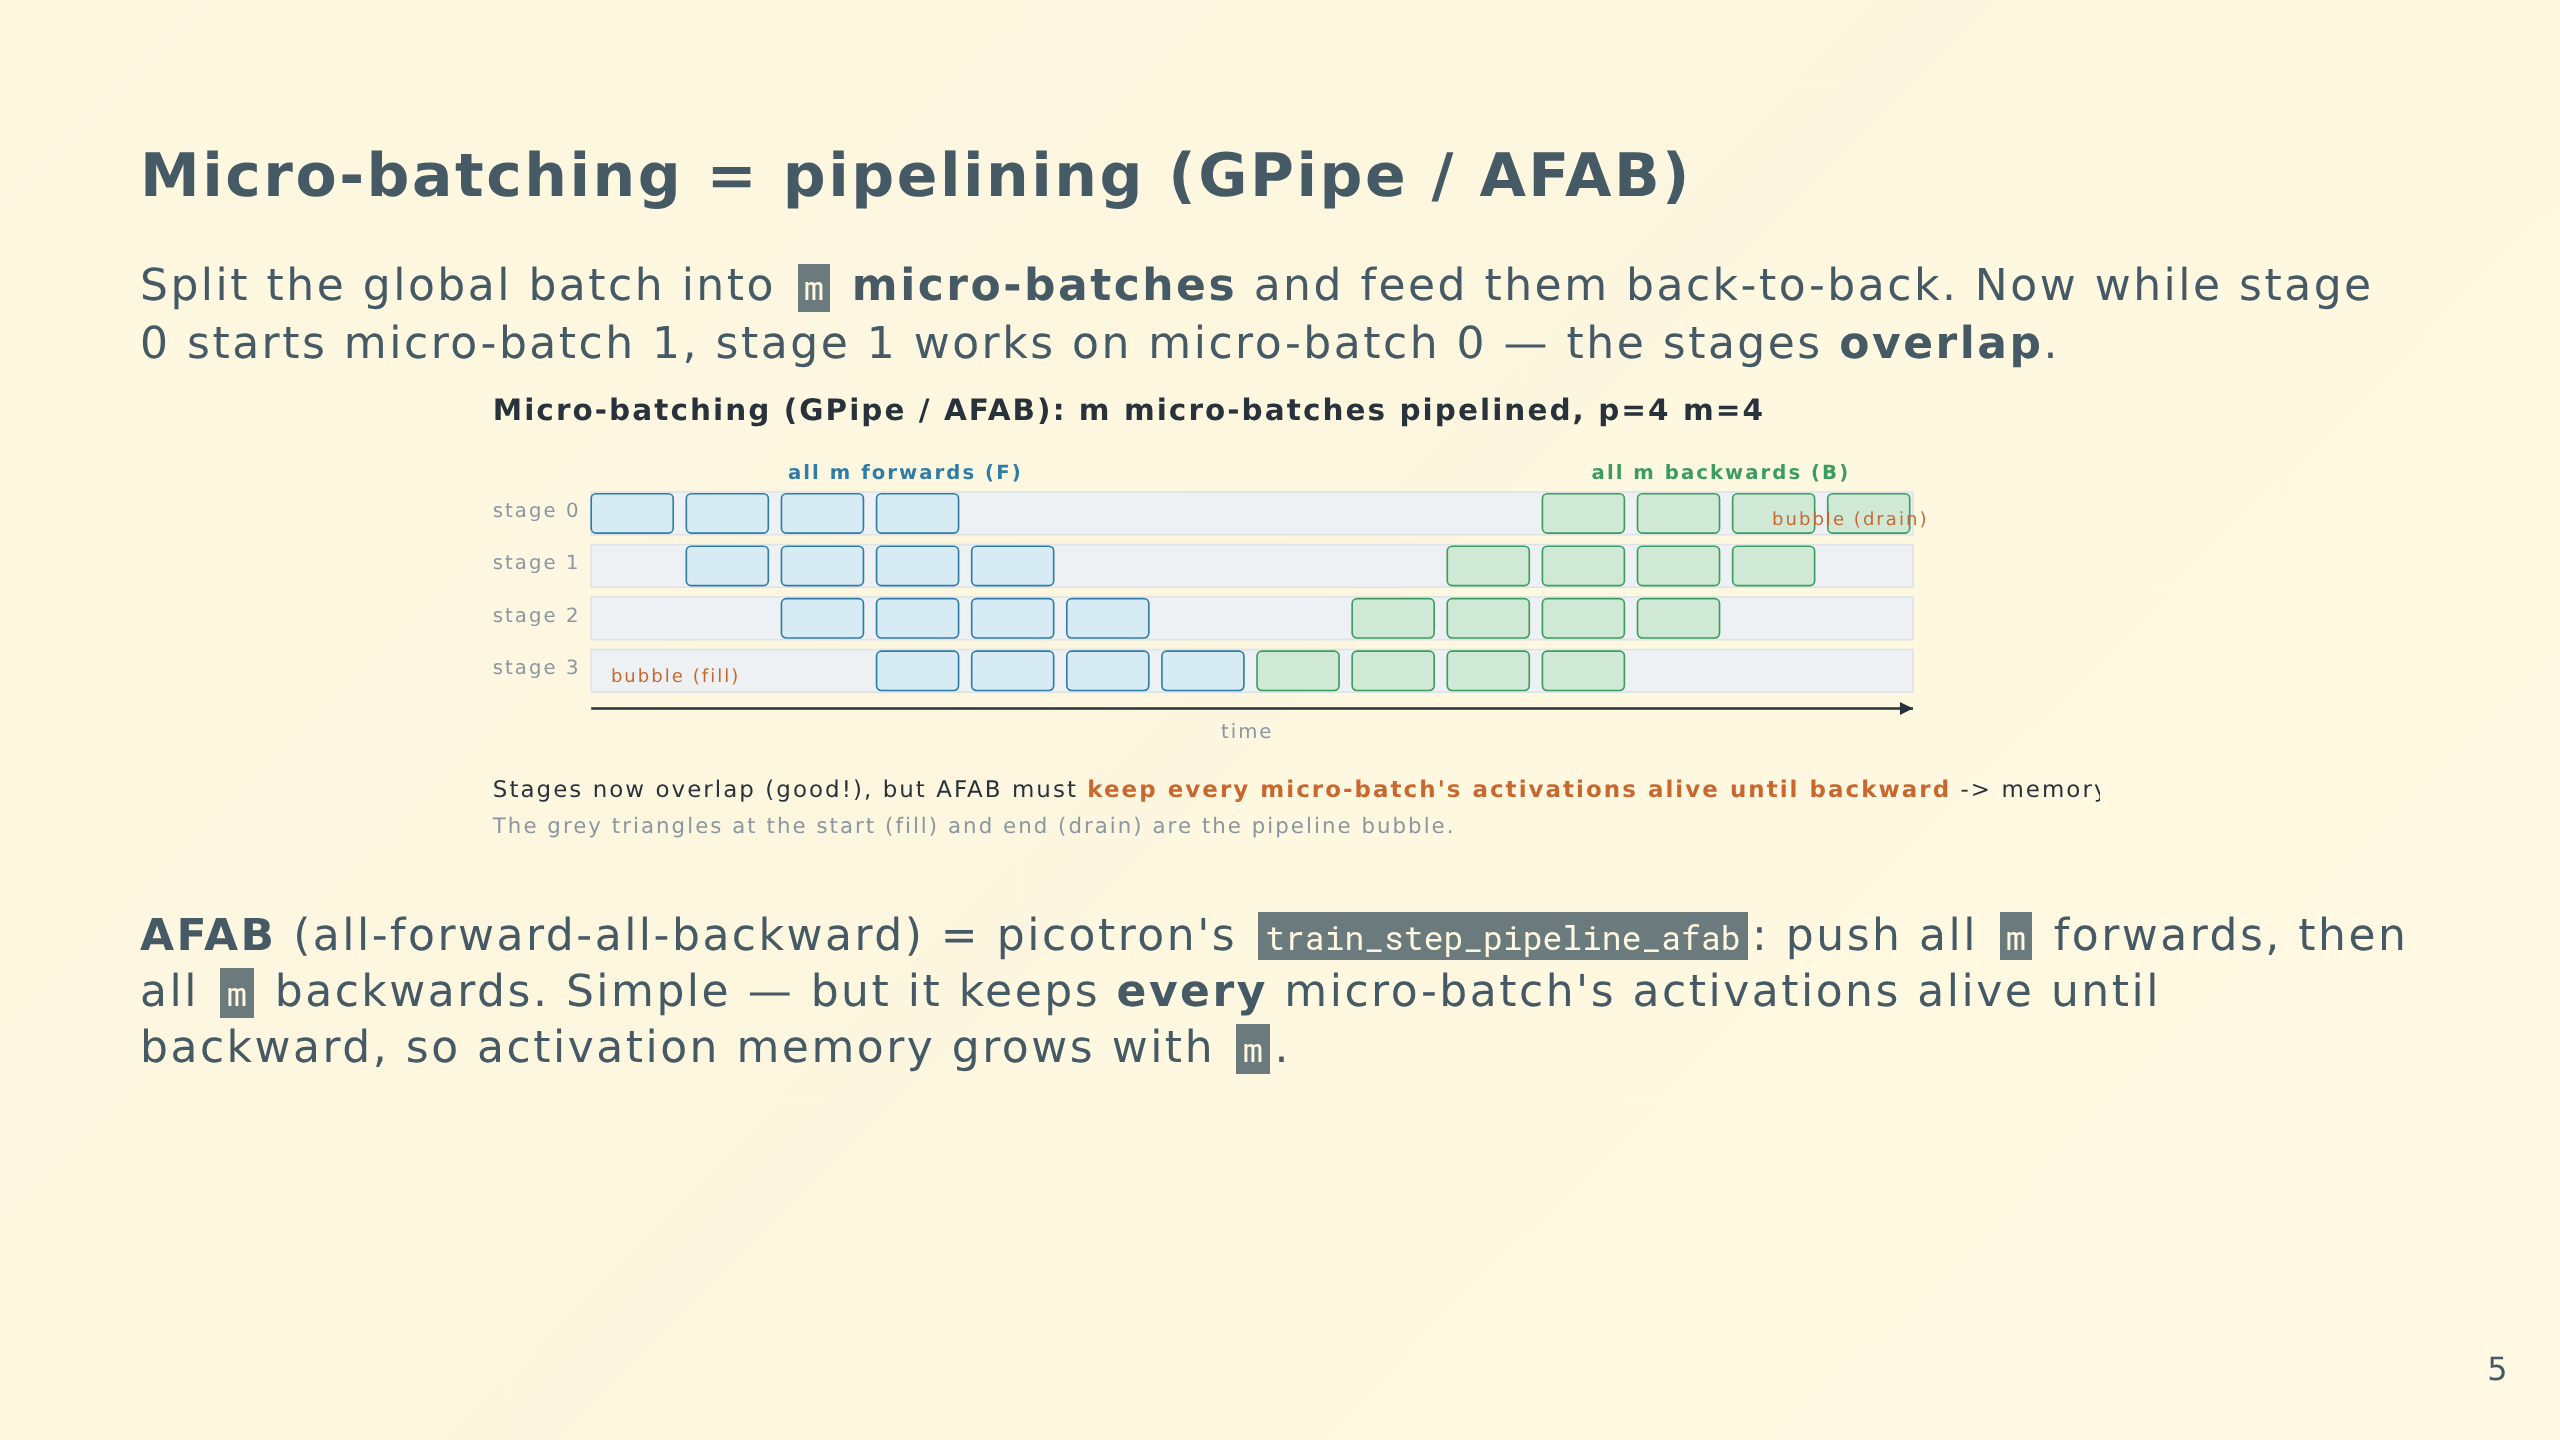 Micro-batching = pipelining (GPipe / AFAB)
Split the global batch into m micro-batches and feed them back-to-back. Now while stage
0 starts micro-batch 1, stage 1 works on micro-batch 0 — the stages overlap.
Micro-batching (GPipe / AFAB): m micro-batches pipelined, p=4 m=4
all m forwards (F) all m backwards (B)
stage 0 bubble (drain)
stage 1
stage 2
stage 3 bubble (fill)
time
Stages now overlap (good!), but AFAB must keep every micro-batch's activations alive until backward -> memory
The grey triangles at the start (fill) and end (drain) are the pipeline bubble.
AFAB (all-forward-all-backward) = picotron's train_step_pipeline_afab: push all m forwards, then
all m backwards. Simple — but it keeps every micro-batch's activations alive until
backward, so activation memory grows with m.
5